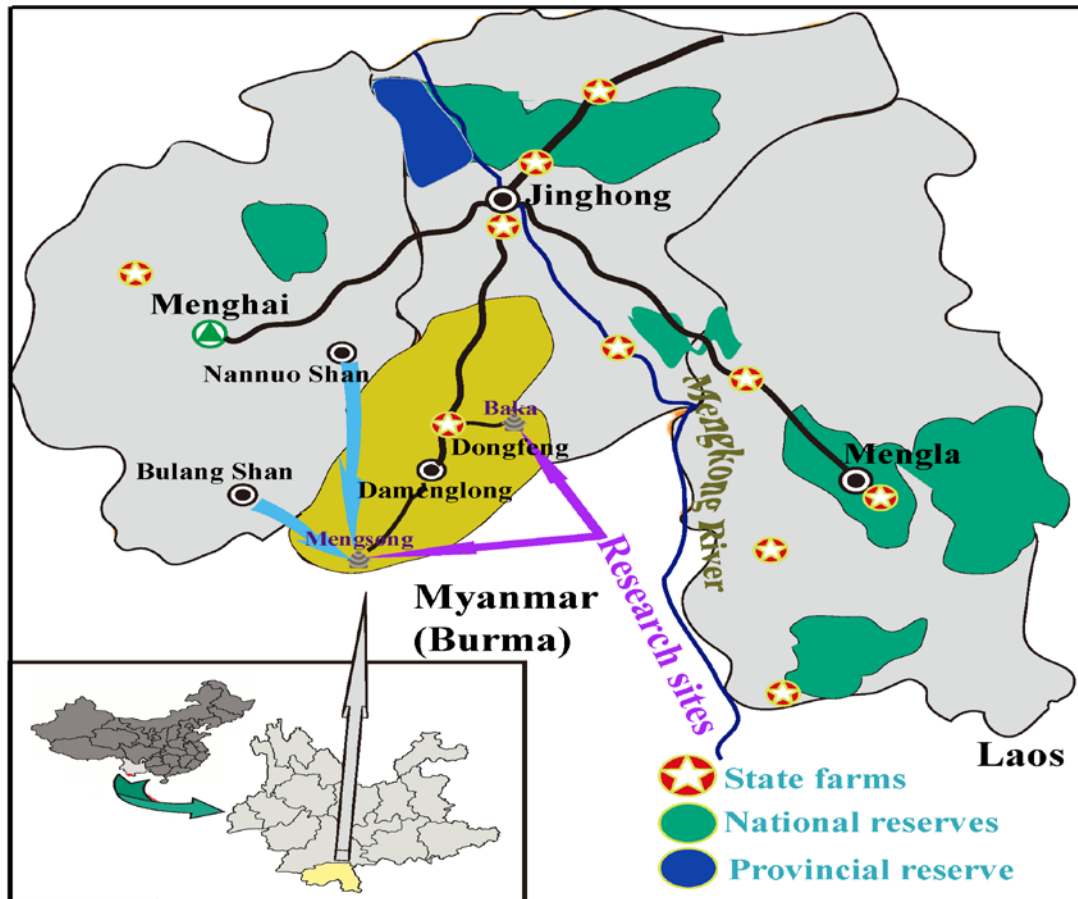 Jinghong
Menghai
Nannuo Shan
Baka
Dongfeng
Bulang Shan
Damenglong
Mengsong
Mengkong River
Mengla
Myanmar
(Burma)
Research sites
Laos
State farms
National reserves
Provincial reserve